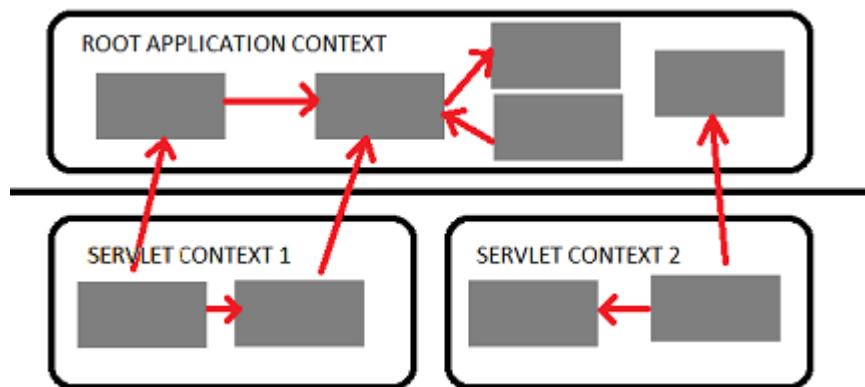 ROOT APPLICATION CONTEXT
SERVLET CONTEXT 1
SERVLET CONTEXT 2